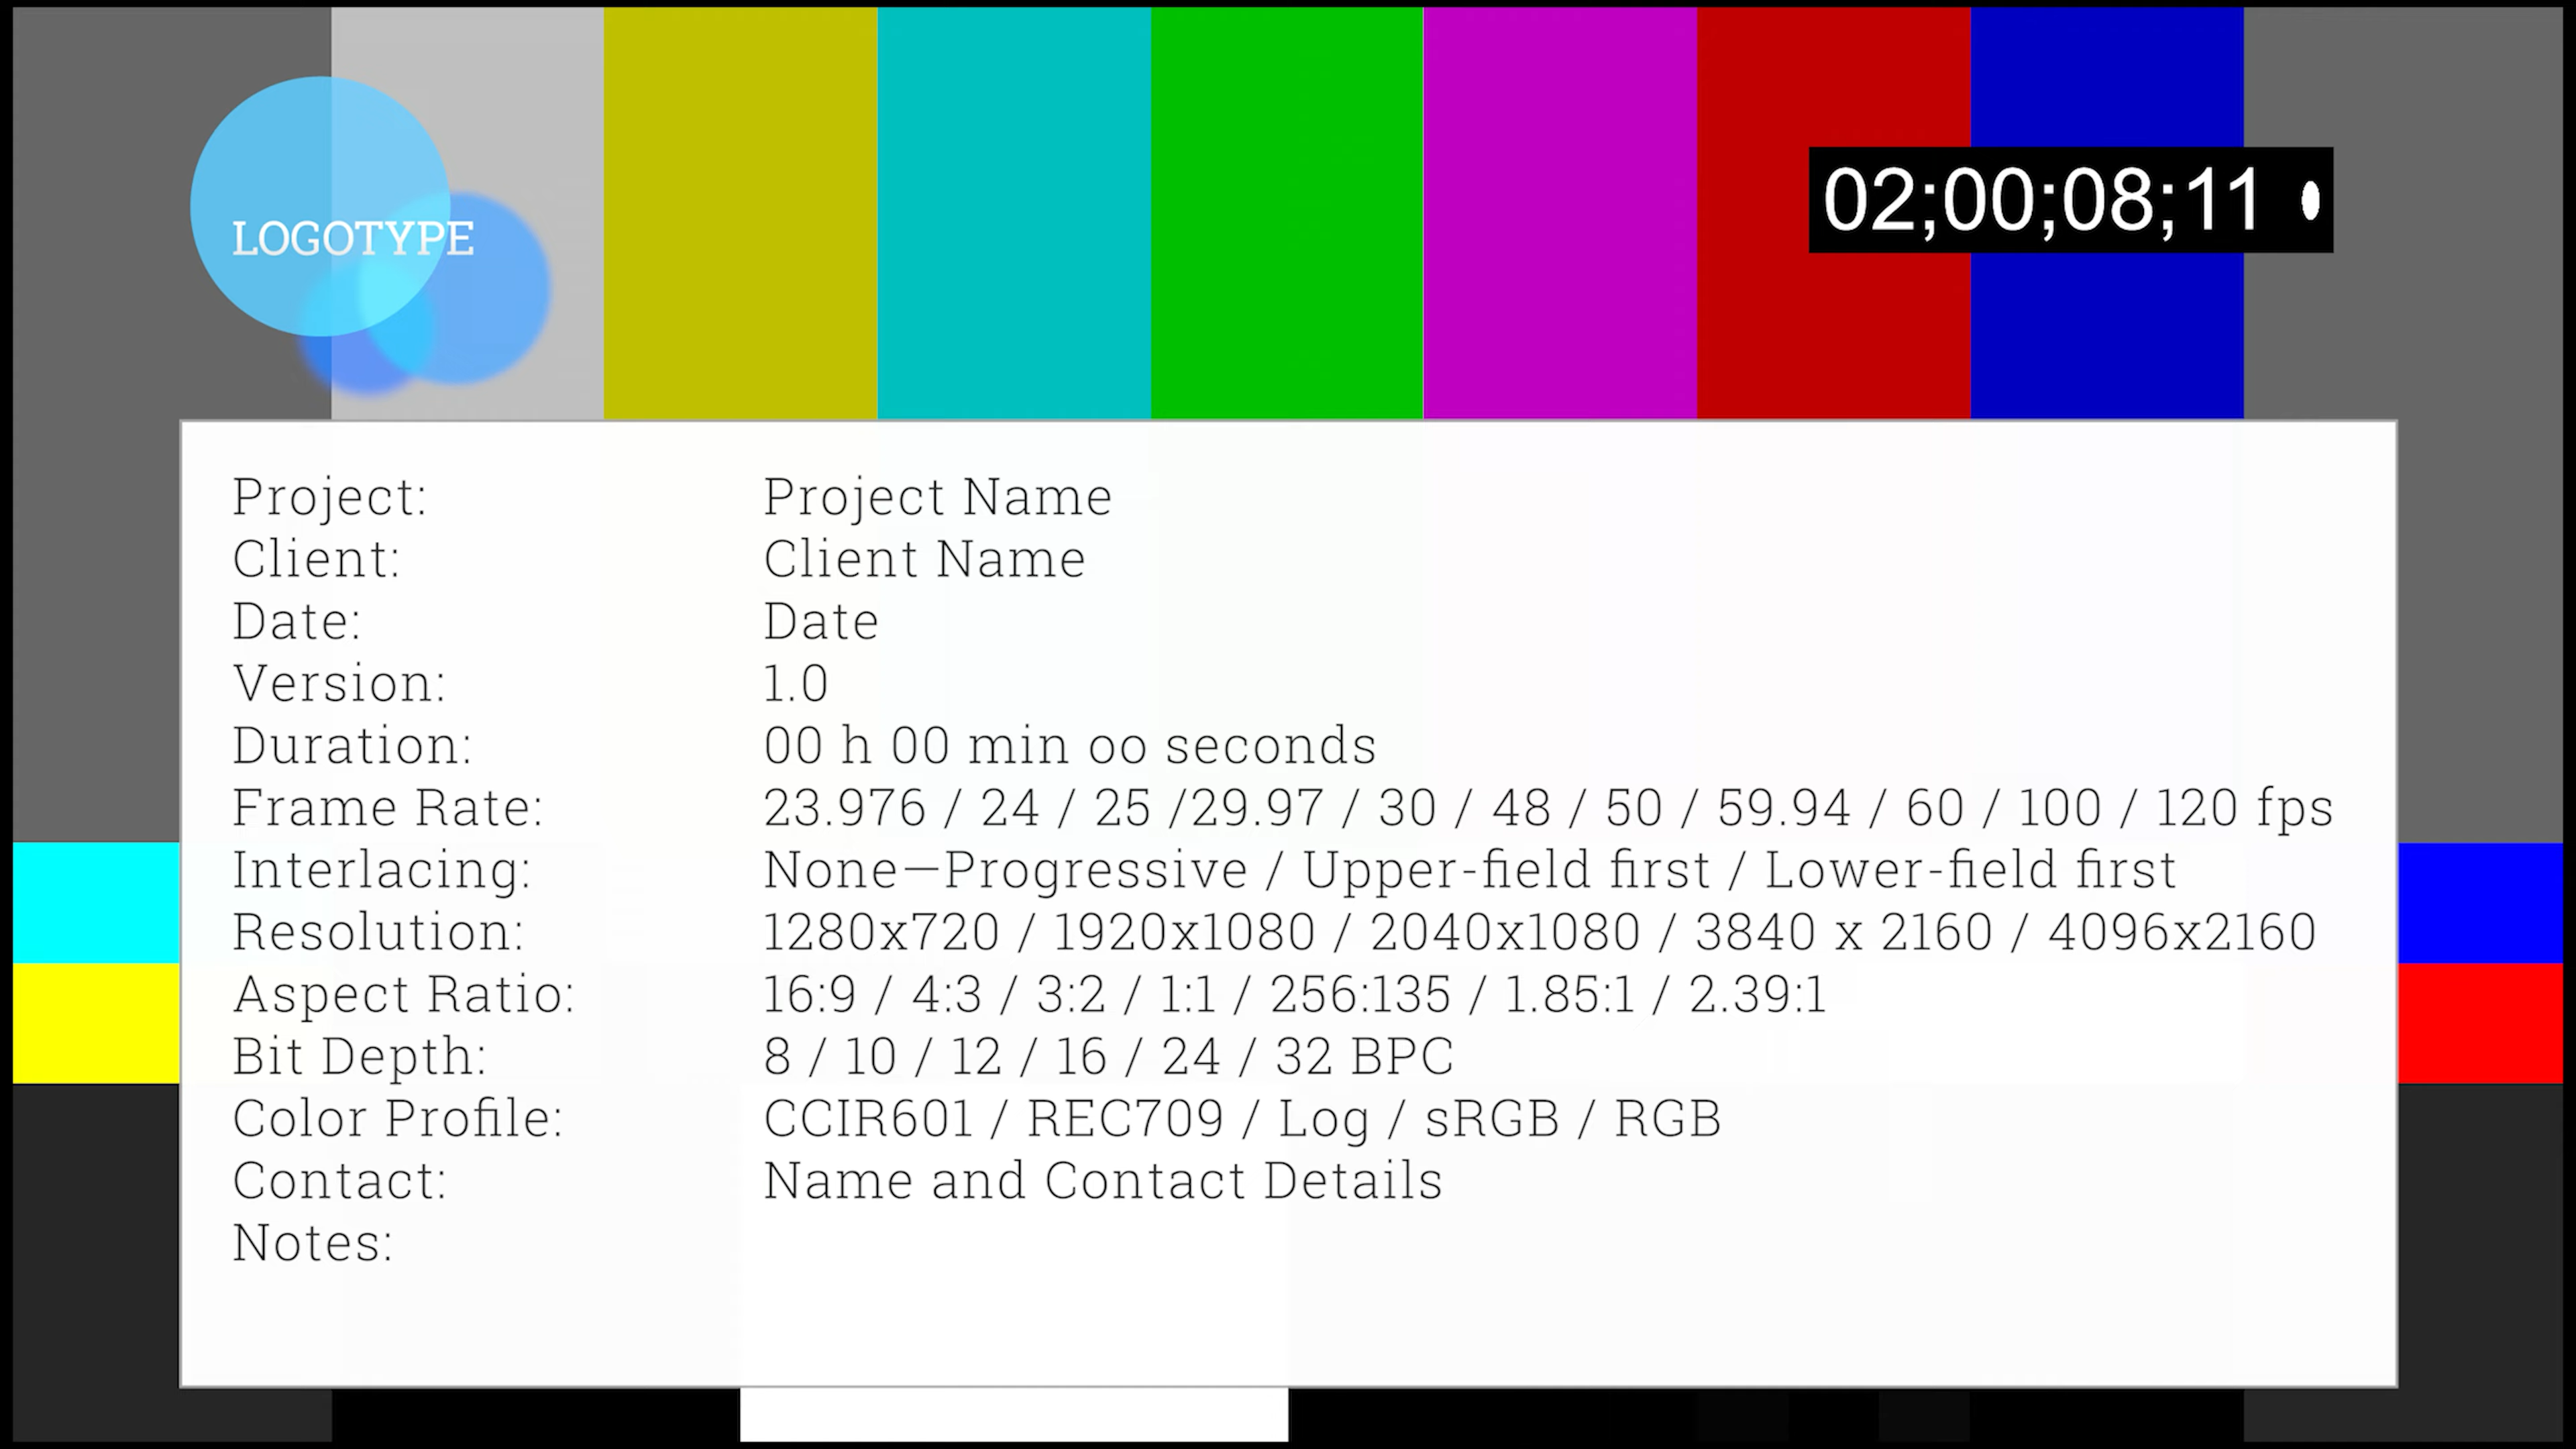 LOGOTYPE
02;00;08;11
Project: Project Name
Client: Client Name
Date: Date
Version: 1.0
Duration: 00 h 00 min oo seconds
Frame Rate: 23.976 / 24 / 25 /29.97 / 30 / 48 / 50 / 59.94 / 60 / 100 / 120 fps
Interlacing: None—Progressive / Upper-field first / Lower-field first
Resolution: 1280x720 / 1920x1080 / 2040x1080 / 3840 x 2160 / 4096x2160
Aspect Ratio: 16:9 / 4:3 / 3:2 / 1:1 / 256:135 / 1.85:1 / 2.39:1
Bit Depth: 8 / 10 / 12 / 16 / 24 / 32 BPC
Color Profile: CCIR601 / REC709 / Log / sRGB / RGB
Contact: Name and Contact Details
Notes: